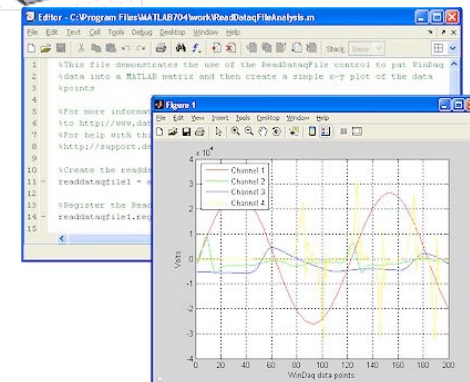 Editor - C:\Program Files\MATLAB704\work\ReadDataqFileAnalysis.m
File Edit Text Cell Tools Debug Desktop Window Help
Stack: Base
1 %This file demonstrates the use of the ReadDataqFile control to put WinDaq
2 %data into a MATLAB matrix and then create a simple x-y plot of the data
3 %points
4
5 %For more informat
6 %to http://www.dat
7 %For help with thi
8 %http://support.da
9
10 %Create the readda
11 - readdataqfile1 = a
12
13 %Register the Read
14 - readdataqfile1.reg
15
Figure 1
File Edit View Insert Tools Desktop Window Help
x 10
4
3
2
1
0
-1
-2
-3
-4
Volts
Channel 1
Channel 2
Channel 3
Channel 4
0 20 40 60 80 100 120 140 160 180 200
WinDaq data points